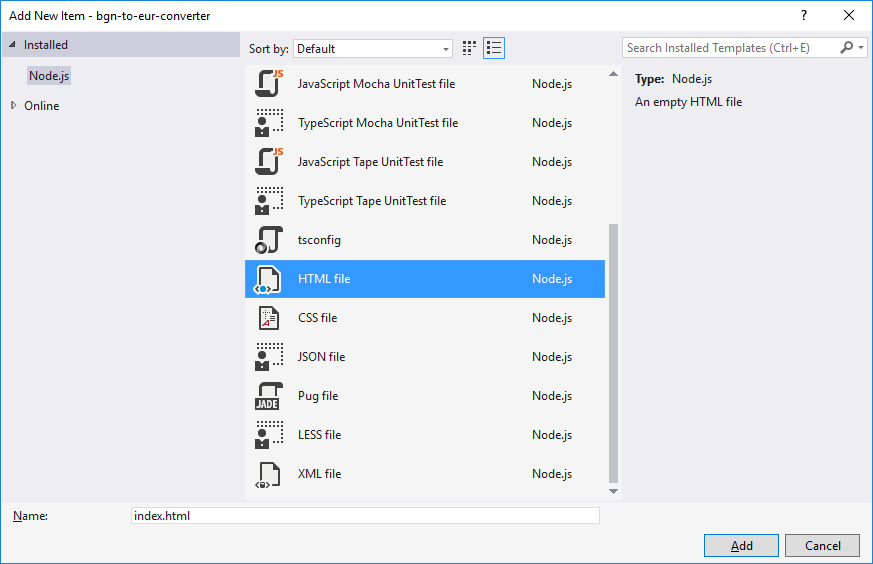 Add New Item - bgn-to-eur-converter
Installed
Node.js
Online
Sort by: Default
Search Installed Templates (Ctrl+E)
JS JavaScript Mocha UnitTest file Node.js
TypeScript Mocha UnitTest file Node.js
JS JavaScript Tape UnitTest file Node.js
TypeScript Tape UnitTest file Node.js
tsconfig Node.js
HTML file Node.js
CSS file Node.js
JSON file Node.js
JADE Pug file Node.js
LESS file Node.js
XML file Node.js
Type: Node.js
An empty HTML file
Name: index.html
Add Cancel